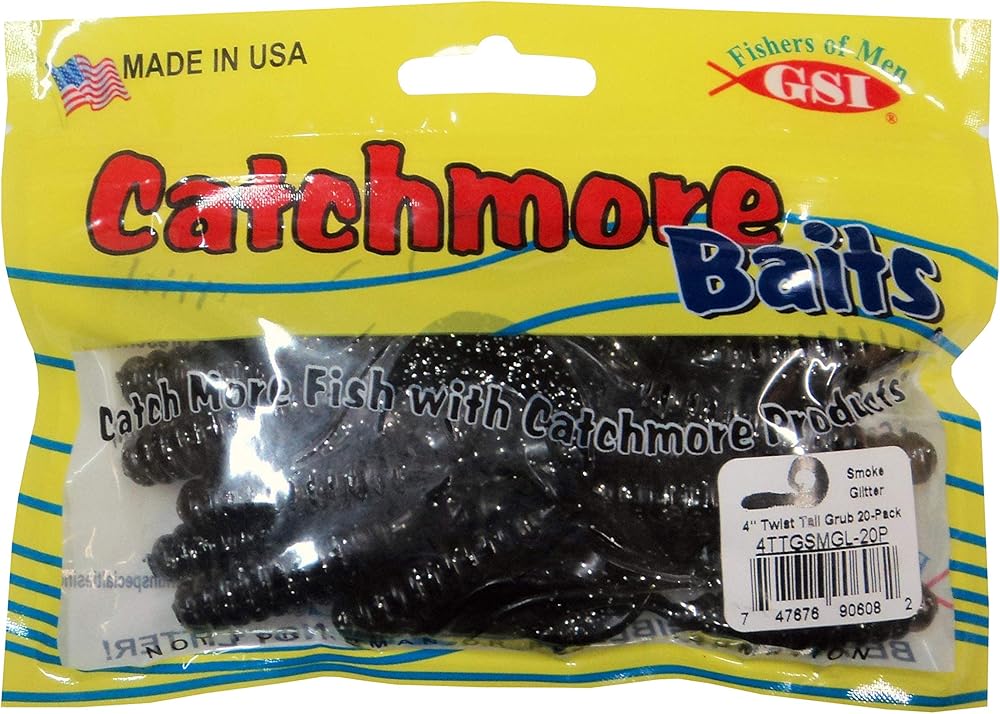 MADE IN USA
Fishers of Men
GSI
®
Catchmore
Baits
Catch More Fish with Catchmore Products
Smoke
Glitter
4" Twist Tail Grub 20-Pack
4TTGSMGL-20P
7 47676 90608 2